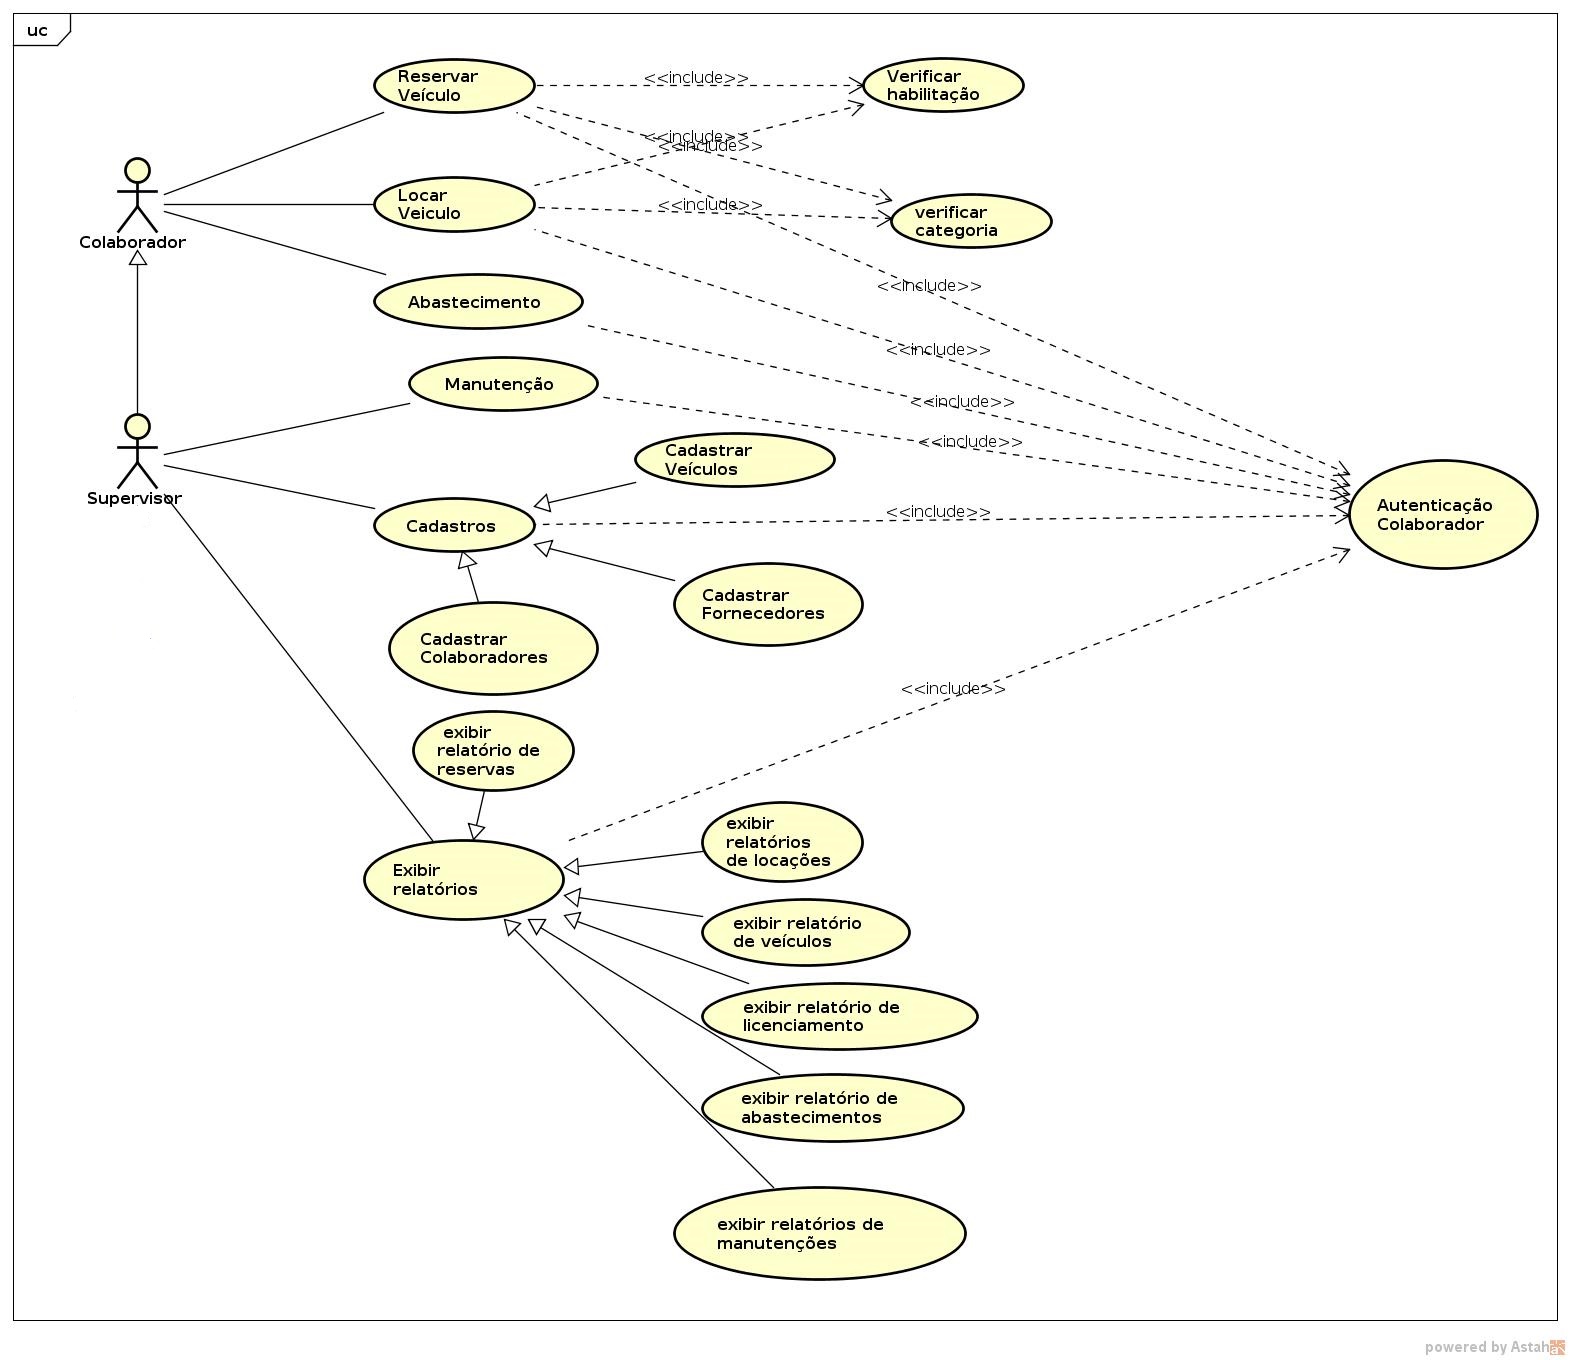 uc
Reservar
Veículo
<<include>>
Verificar
habilitação
<<include>>
<<include>>
Locar
Veiculo
<<include>>
verificar
categoria
Colaborador
<<include>>
Abastecimento
<<include>>
Manutenção
<<include>>
<<include>>
Cadastrar
Veículos
Supervisor
Cadastros
<<include>>
Autenticação
Colaborador
Cadastrar
Fornecedores
Cadastrar
Colaboradores
<<include>>
exibir
relatório de
reservas
exibir
relatórios
de locações
Exibir
relatórios
exibir relatório
de veículos
exibir relatório de
licenciamento
exibir relatório de
abastecimentos
exibir relatórios de
manutenções
powered by Astah